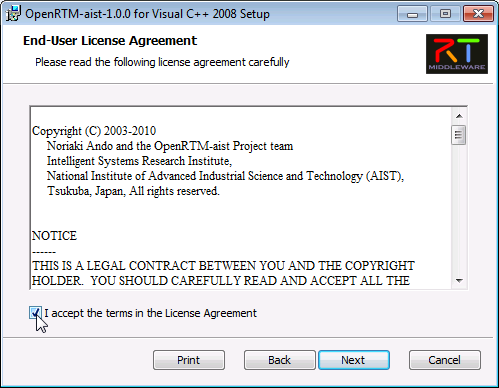 OpenRTM-aist-1.0.0 for Visual C++ 2008 Setup
End-User License Agreement
Please read the following license agreement carefully
RT
MIDDLEWARE
Copyright (C) 2003-2010
Noriaki Ando and the OpenRTM-aist Project team
Intelligent Systems Research Institute,
National Institute of Advanced Industrial Science and Technology (AIST),
Tsukuba, Japan, All rights reserved.
NOTICE
------
THIS IS A LEGAL CONTRACT BETWEEN YOU AND THE COPYRIGHT
HOLDER. YOU SHOULD CAREFULLY READ AND ACCEPT ALL THE
I accept the terms in the License Agreement
Print Back Next Cancel